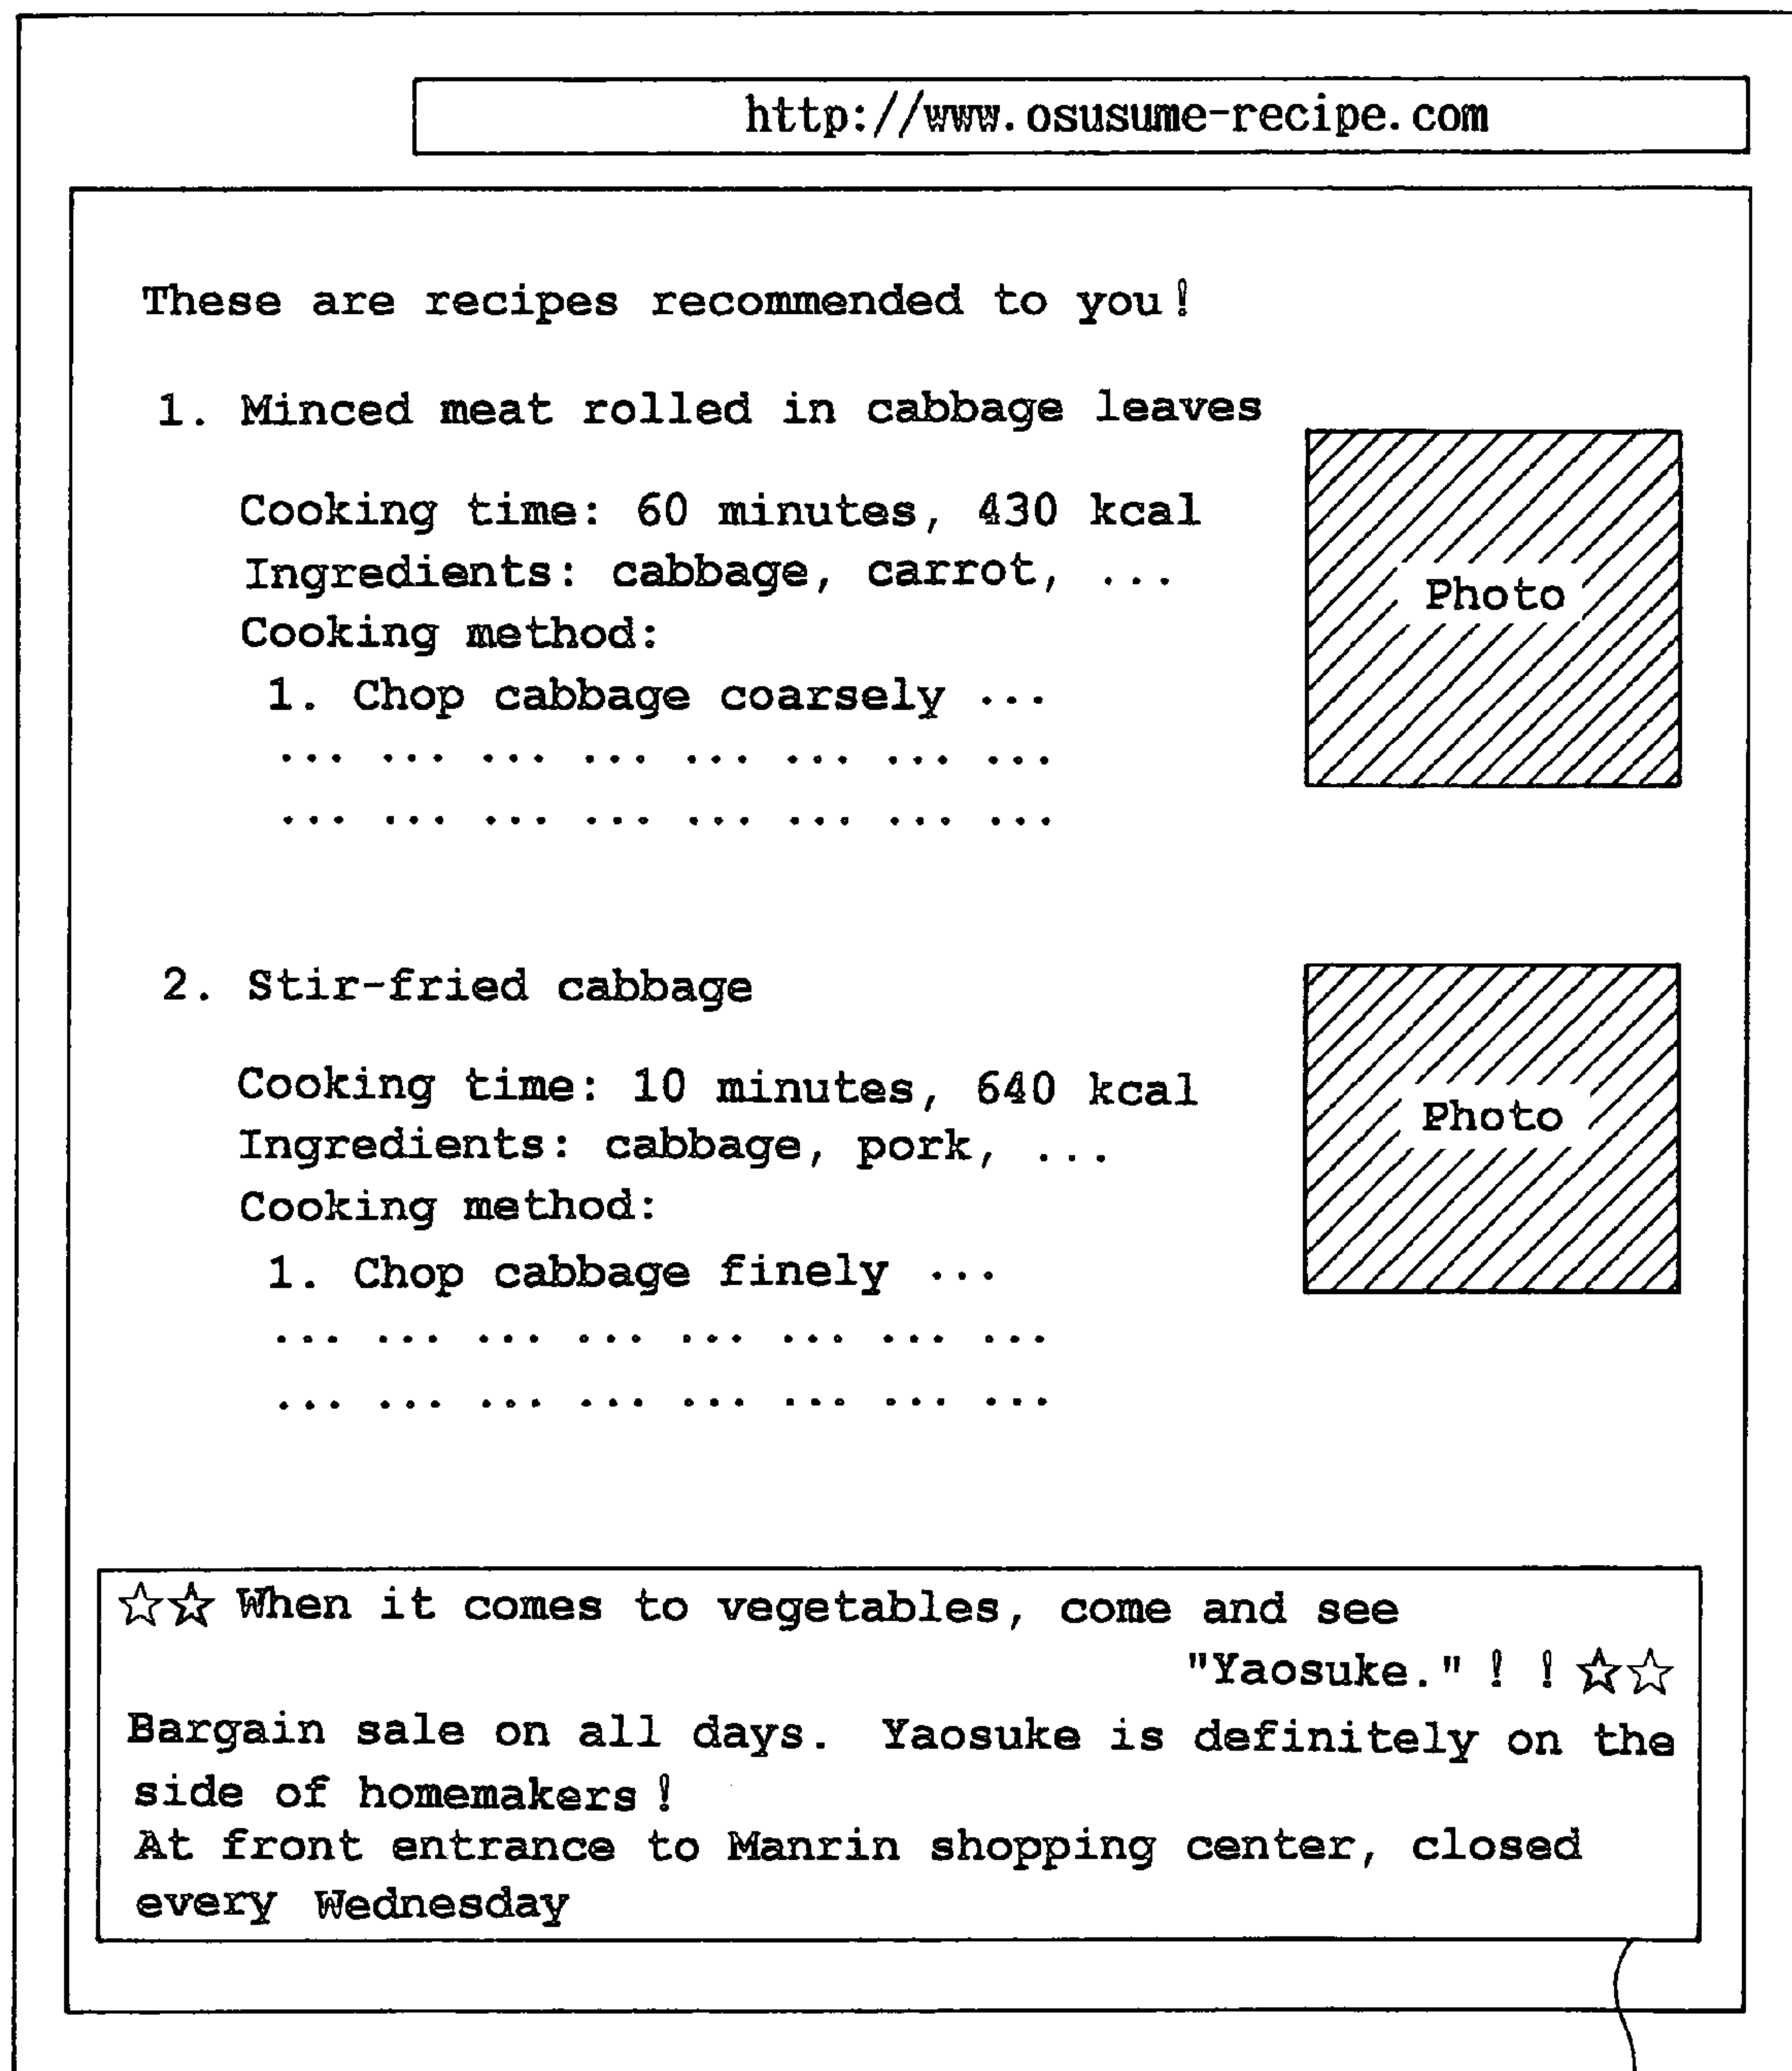 http://www.osusume-recipe.com
These are recipes recommended to you!
1. Minced meat rolled in cabbage leaves
Cooking time: 60 minutes, 430 kcal
Ingredients: cabbage, carrot, ...
Cooking method:
1. Chop cabbage coarsely ...
... ... ... ... ... ... ... ...
... ... ... ... ... ... ... ...
Photo
2. Stir-fried cabbage
Cooking time: 10 minutes, 640 kcal
Ingredients: cabbage, pork, ...
Cooking method:
1. Chop cabbage finely ...
... ... ... ... ... ... ... ...
... ... ... ... ... ... ... ...
Photo
☆☆ When it comes to vegetables, come and see
"Yaosuke." ! ! ☆☆
Bargain sale on all days. Yaosuke is definitely on the
side of homemakers!
At front entrance to Manrin shopping center, closed
every Wednesday